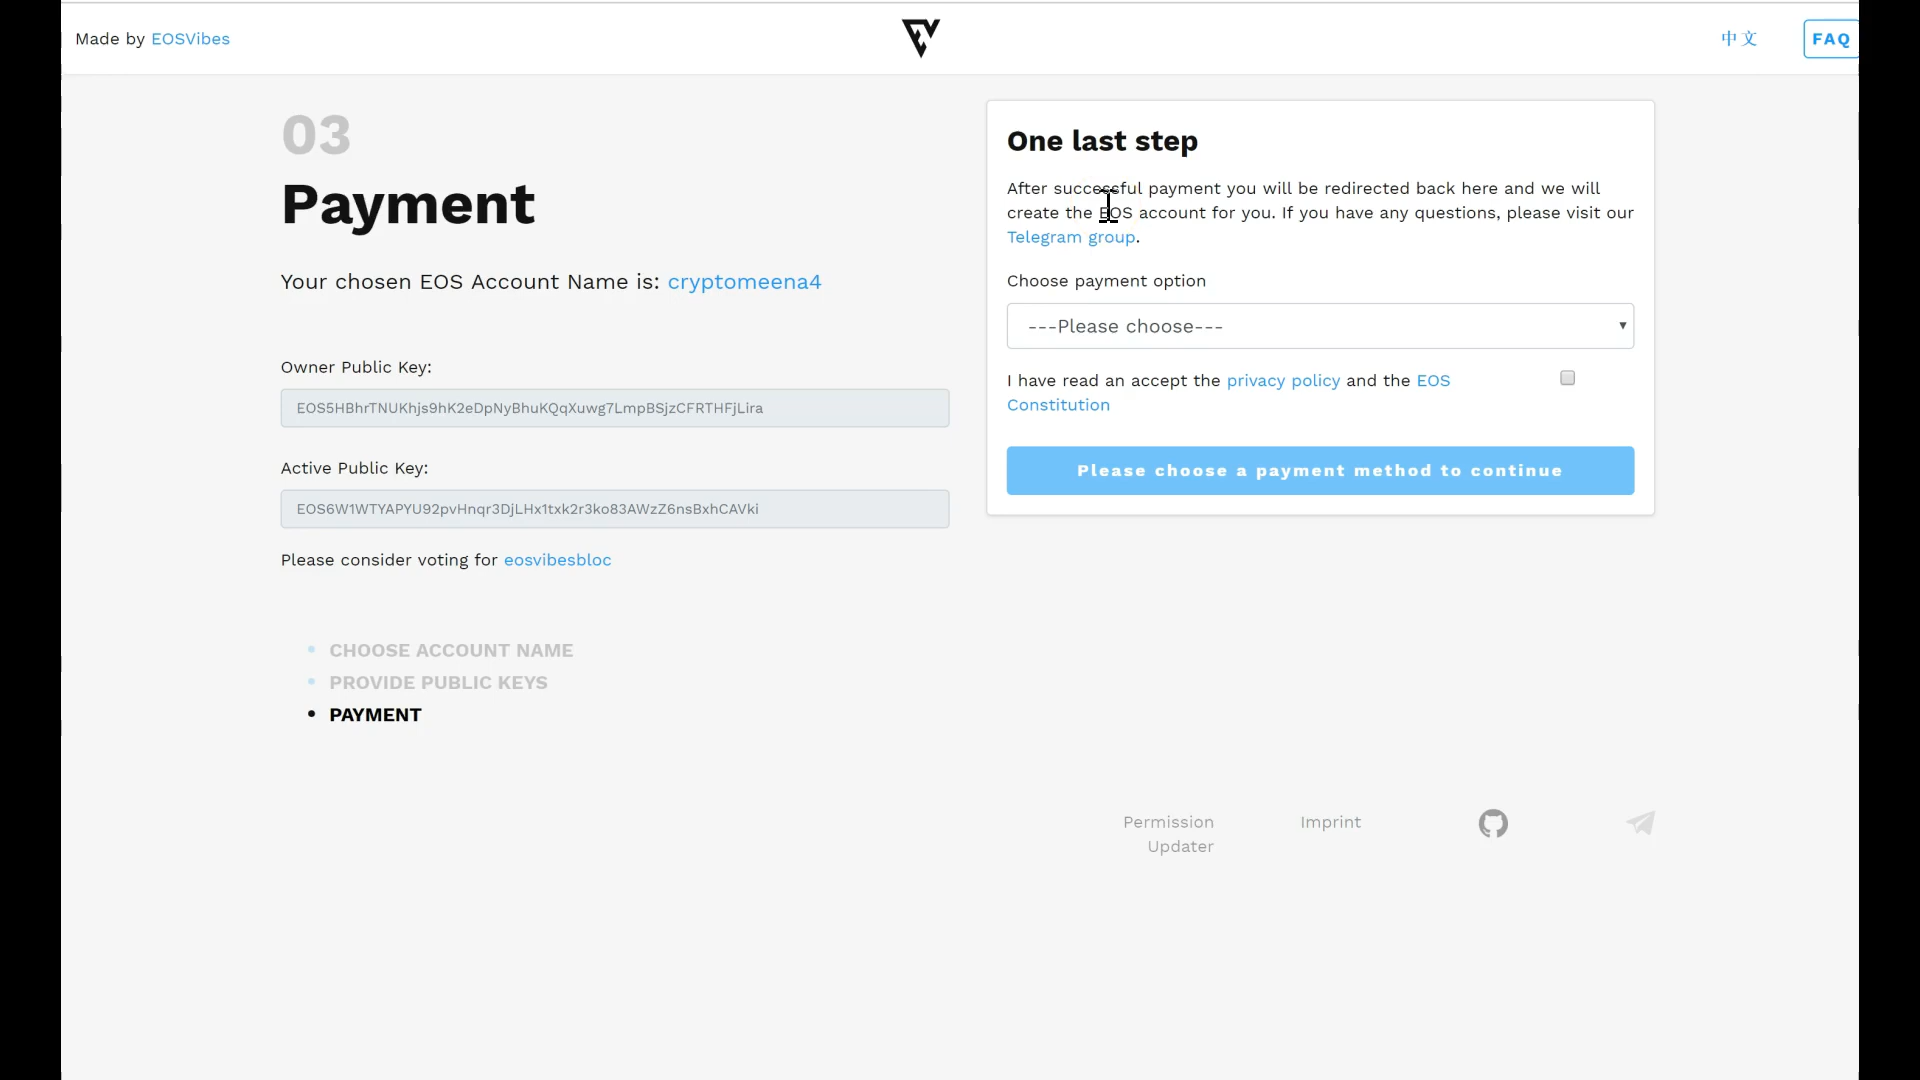 Made by EOSVibes
中文
FAQ
03
Payment
Your chosen EOS Account Name is: cryptomeena4
Owner Public Key:
EOS5HBhrTNUKhjs9hK2eDpNyBhuKQqXuwg7LmpBSjzCFRTHFjLira
Active Public Key:
EOS6W1WTYAPYU92pvHnqr3DjLHx1txk2r3ko83AWzZ6nsBxhCAVki
Please consider voting for eosvibesbloc
CHOOSE ACCOUNT NAME
PROVIDE PUBLIC KEYS
PAYMENT
One last step
After successful payment you will be redirected back here and we will
create the EOS account for you. If you have any questions, please visit our
Telegram group.
Choose payment option
---Please choose---
I have read an accept the privacy policy and the EOS
Constitution
Please choose a payment method to continue
Permission
Updater
Imprint